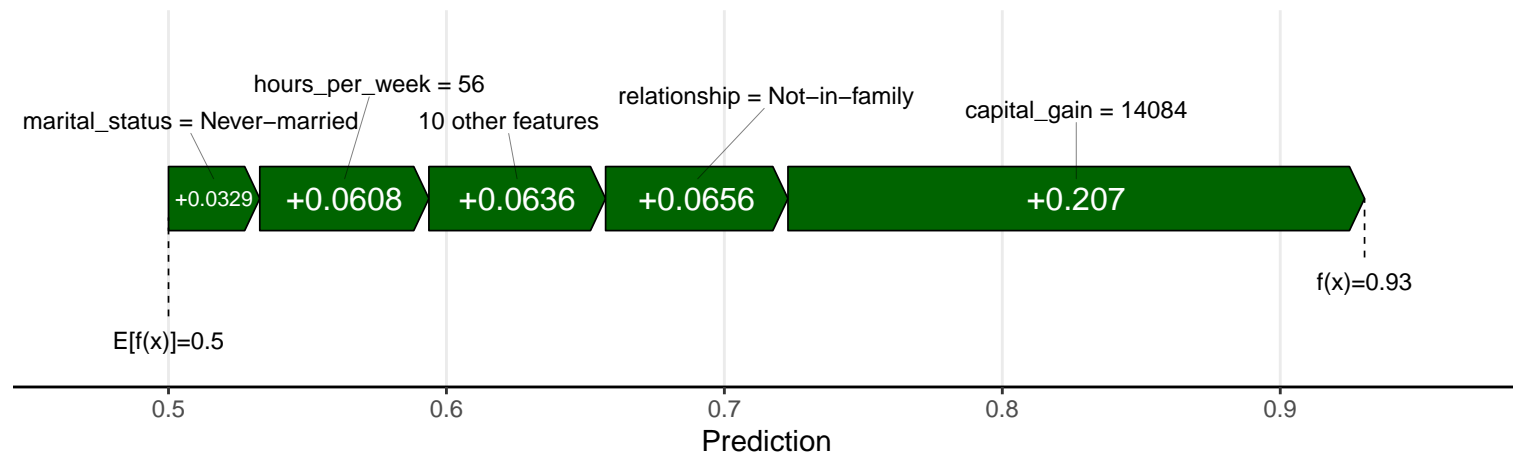 hours_per_week = 56
relationship = Not−in−family
capital_gain = 14084
marital_status = Never−married
10 other features
+0.0329
+0.0608
+0.0636
+0.0656
+0.207
f(x)=0.93
E[f(x)]=0.5
0.5
0.6
0.7
0.8
0.9
Prediction